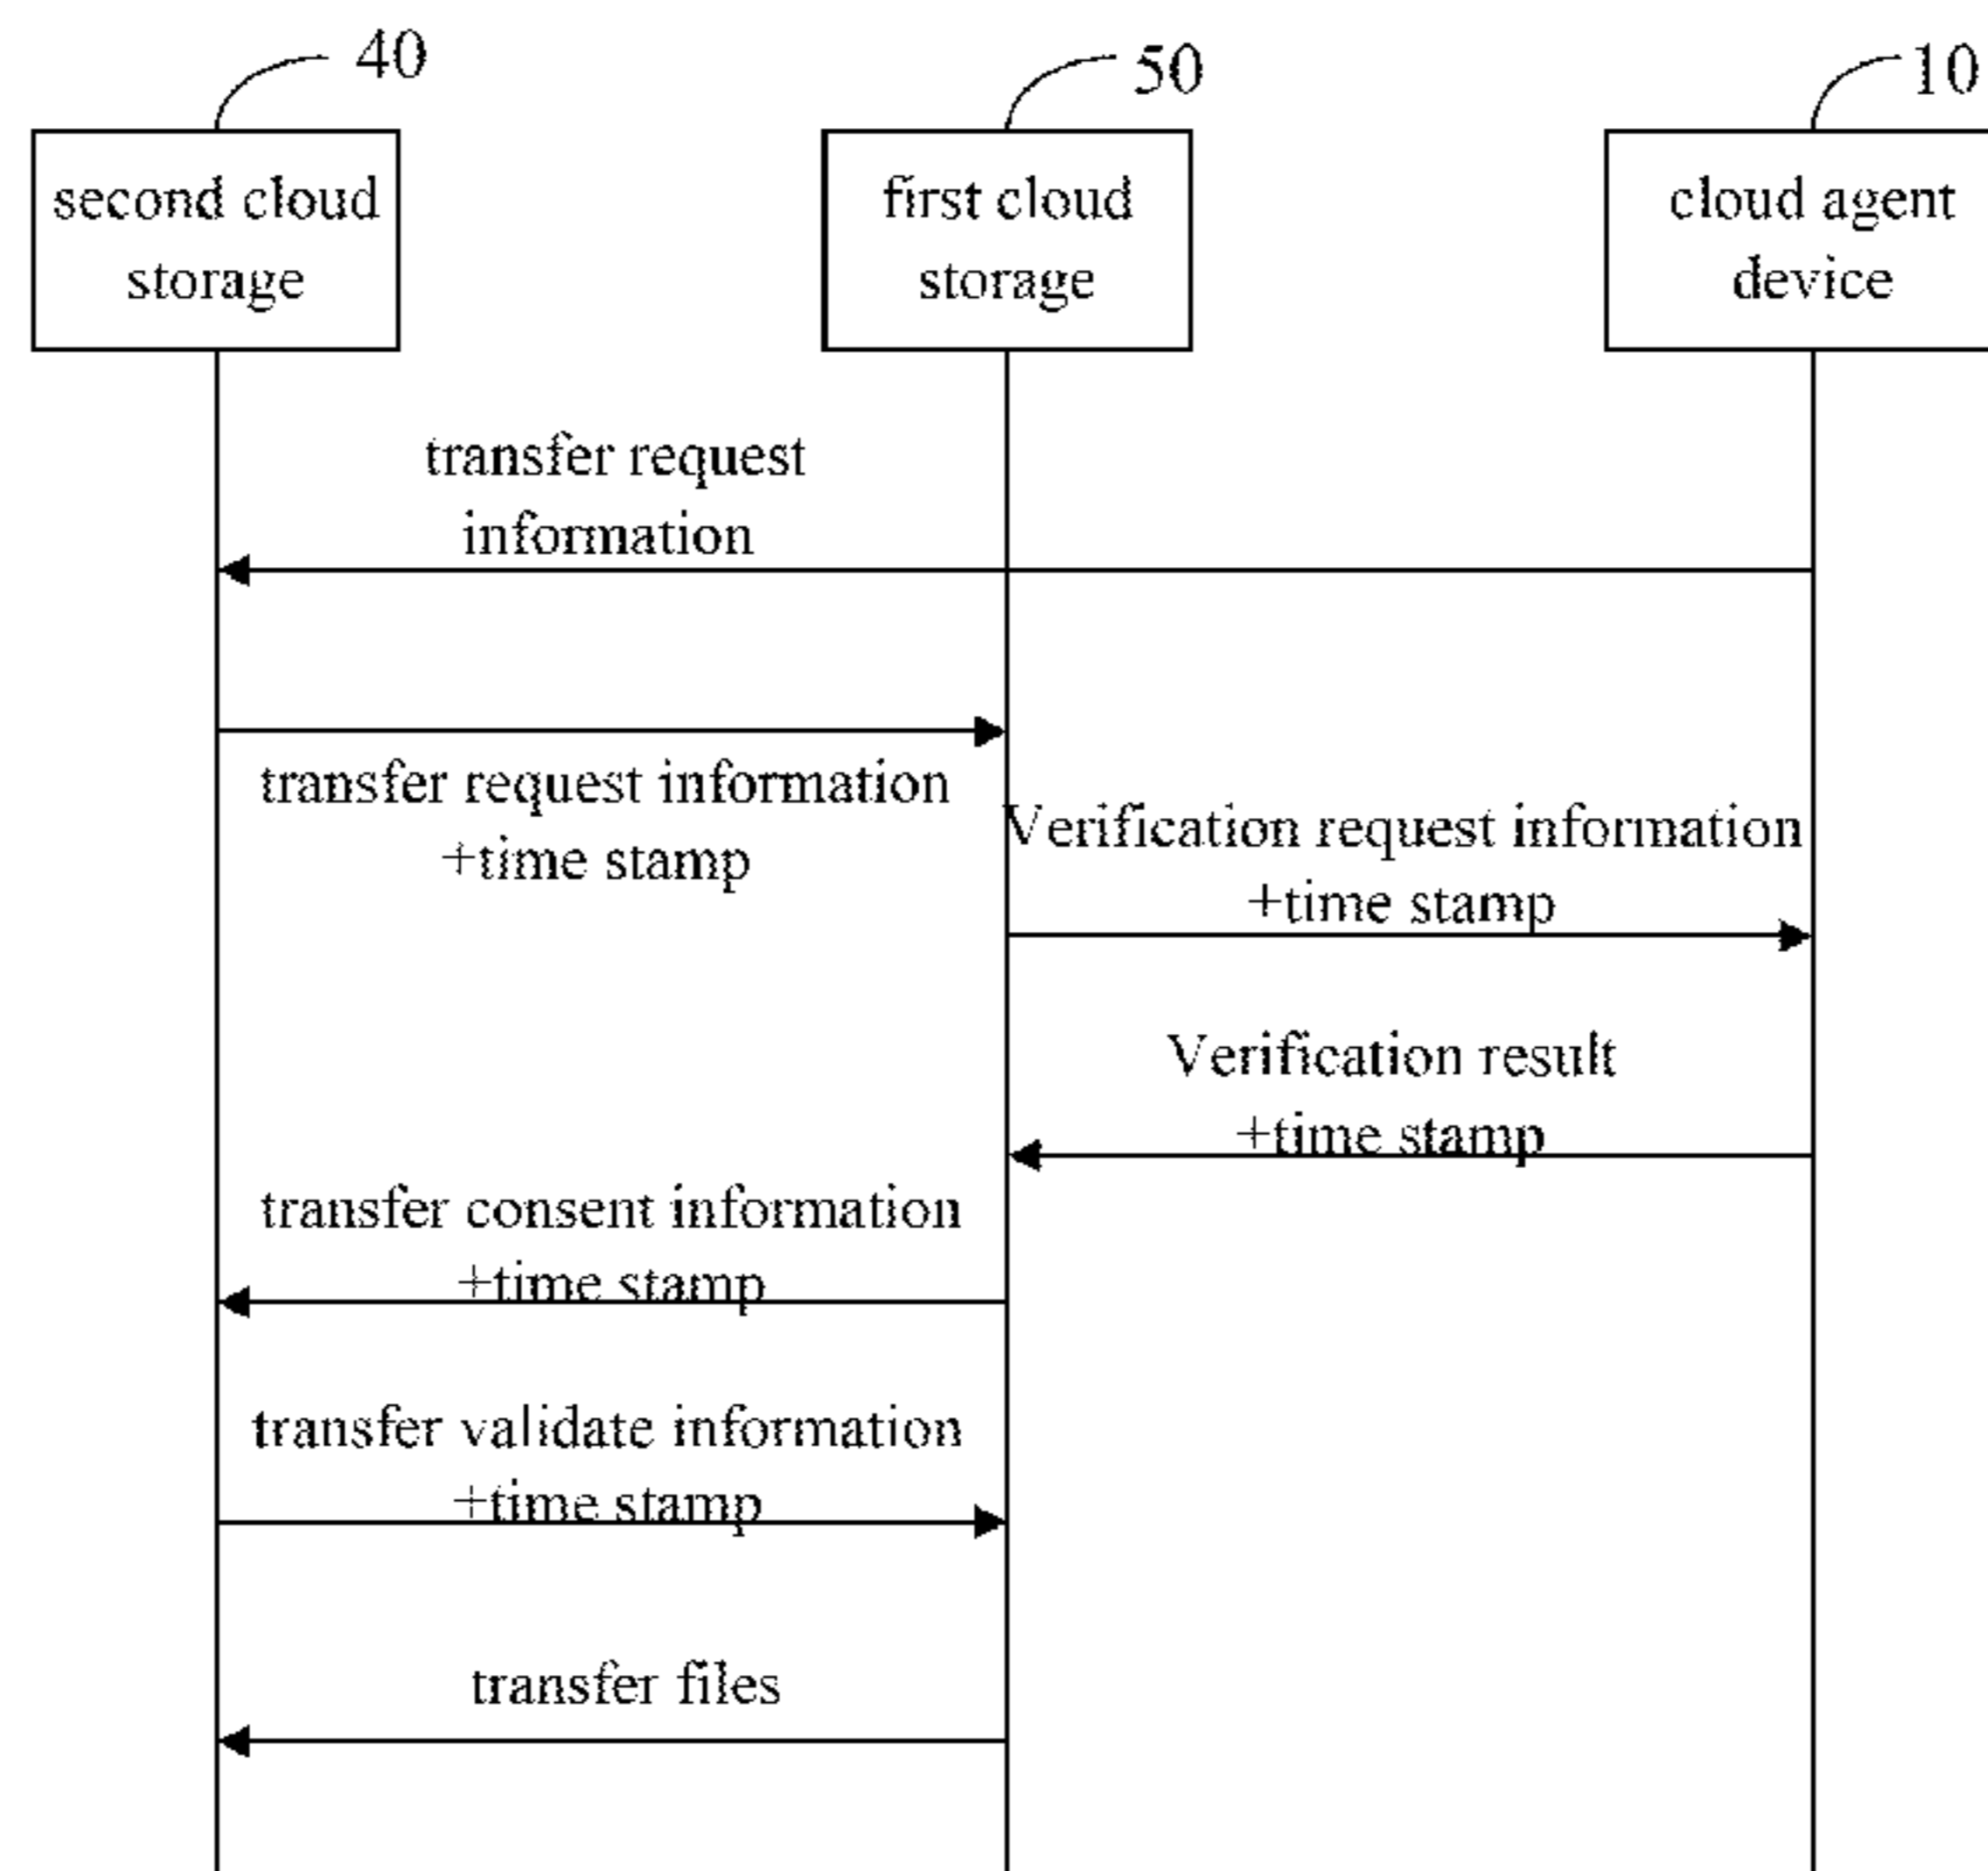 40
50
10
second cloud
storage
first cloud
storage
cloud agent
device
transfer request
information
transfer request information
+time stamp
Verification request information
+time stamp
Verification result
+time stamp
transfer consent information
+time stamp
transfer validate information
+time stamp
transfer files